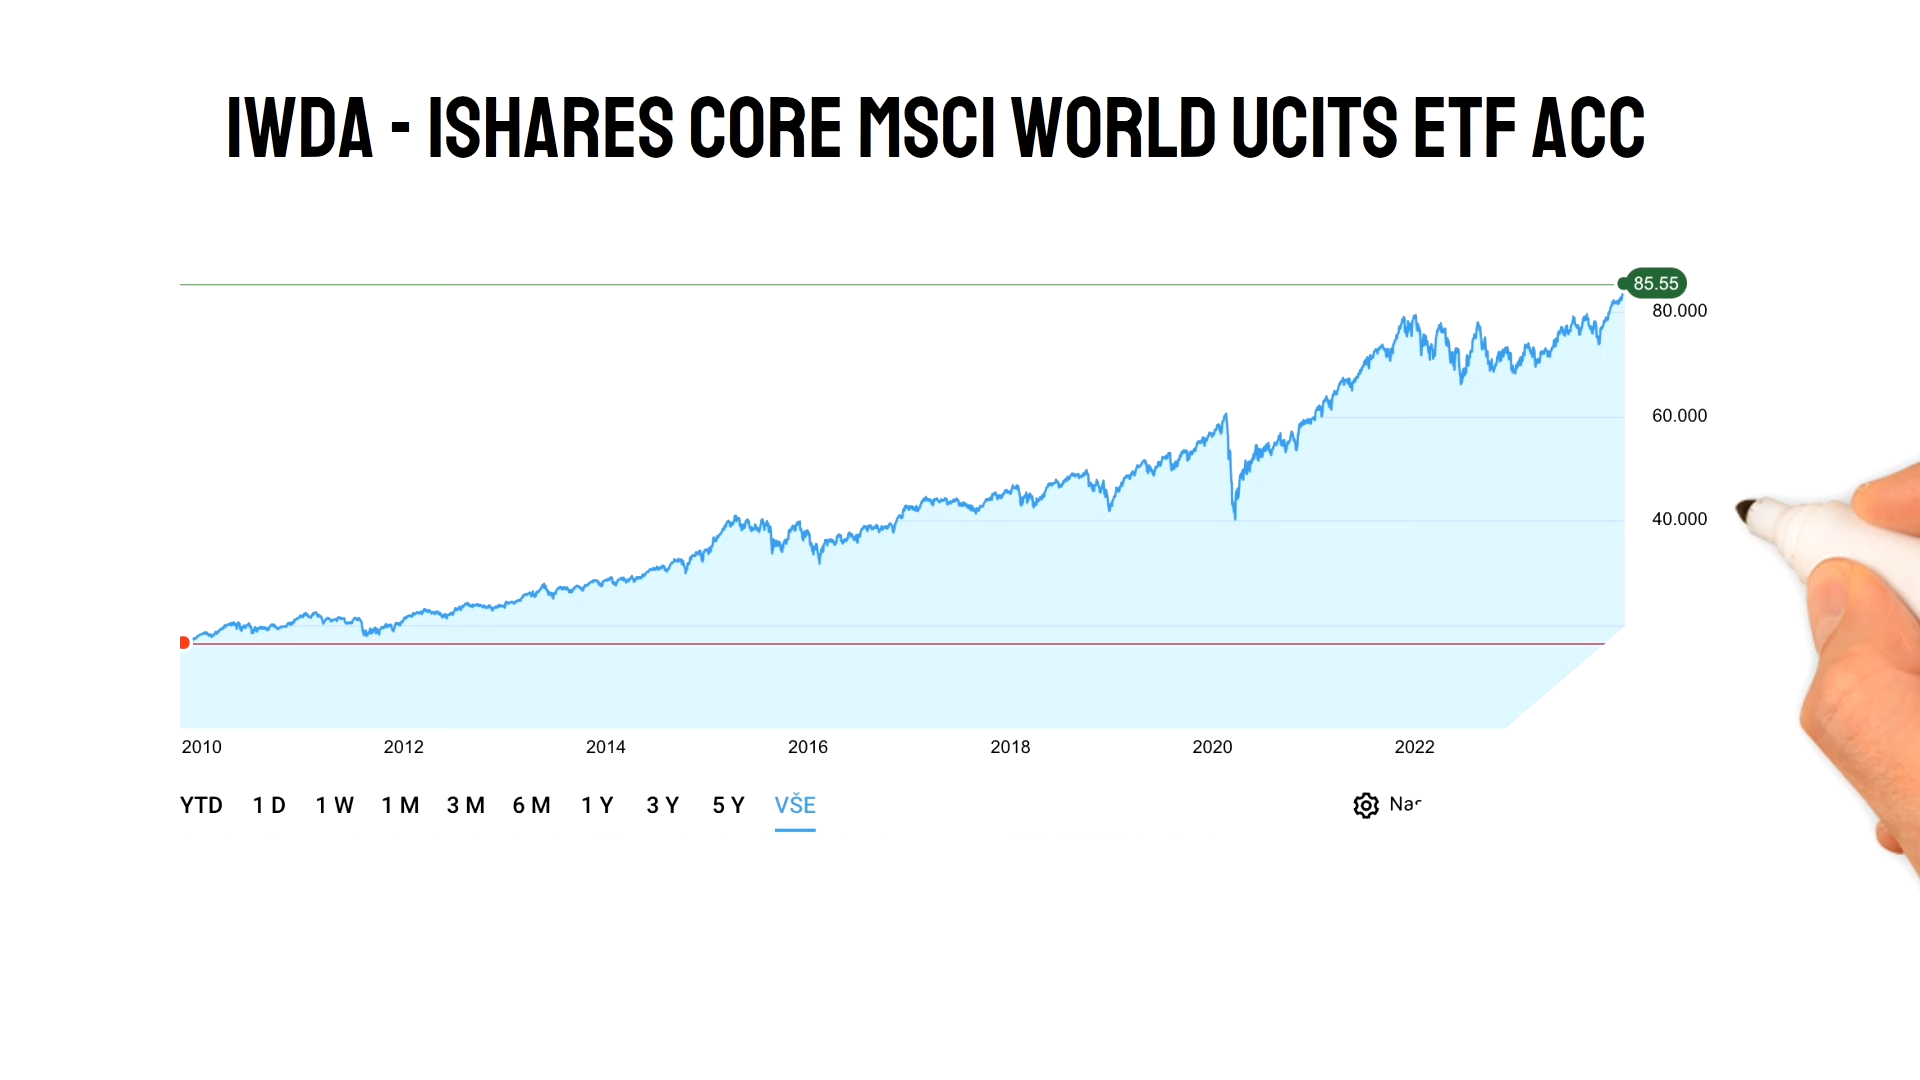 IWDA - ISHARES CORE MSCI WORLD UCITS ETF ACC
85.55
80.000
60.000
40.000
2010 2012 2014 2016 2018 2020 2022
YTD 1 D 1 W 1 M 3 M 6 M 1 Y 3 Y 5 Y VŠE